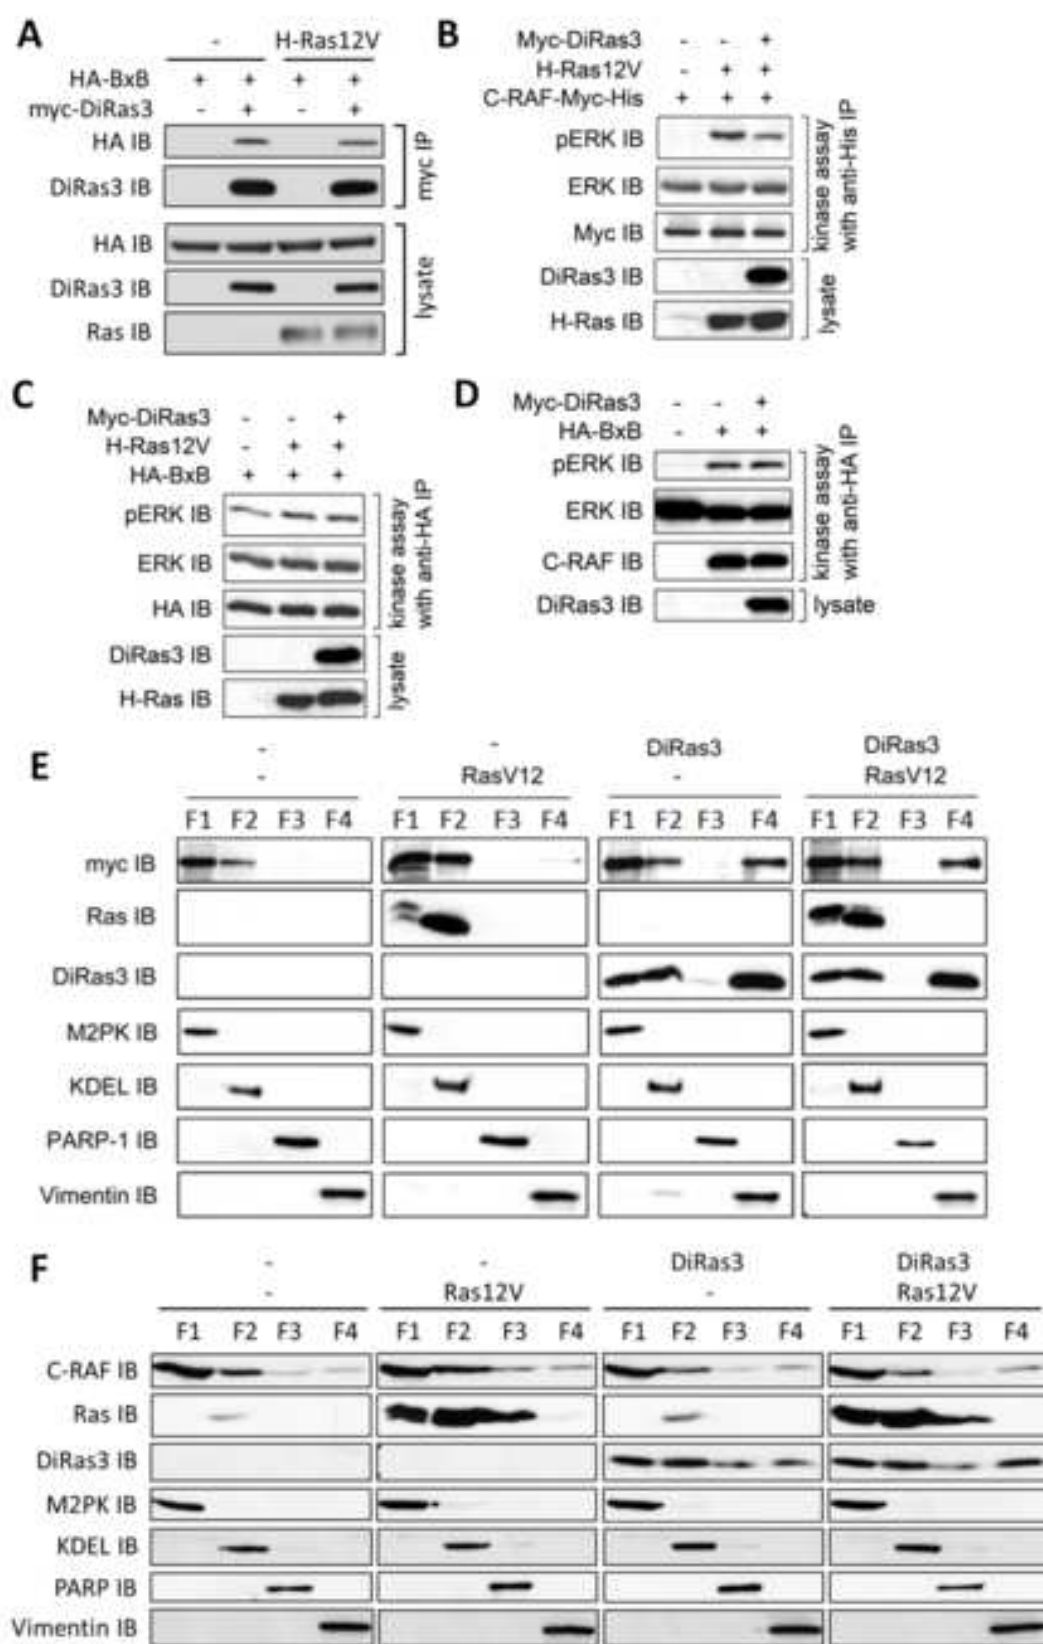 A
- H-Ras12V
HA-BxB + + + +
myc-DiRas3 - + - +
HA IB
DiRas3 IB
myc IP
HA IB
DiRas3 IB
Ras IB
lysate
B
Myc-DiRas3 - - +
H-Ras12V - + +
C-RAF-Myc-His + + +
pERK IB
ERK IB
Myc IB
kinase assay
with anti-His IP
DiRas3 IB
H-Ras IB
lysate
C
Myc-DiRas3 - - +
H-Ras12V - + +
HA-BxB + + +
pERK IB
ERK IB
HA IB
kinase assay
with anti-HA IP
DiRas3 IB
H-Ras IB
lysate
D
Myc-DiRas3 - - +
HA-BxB - + +
pERK IB
ERK IB
C-RAF IB
kinase assay
with anti-HA IP
DiRas3 IB
lysate
E
- - DiRas3 DiRas3
- RasV12 - RasV12
F1 F2 F3 F4 F1 F2 F3 F4 F1 F2 F3 F4 F1 F2 F3 F4
myc IB
Ras IB
DiRas3 IB
M2PK IB
KDEL IB
PARP-1 IB
Vimentin IB
F
- - DiRas3 DiRas3
- Ras12V - Ras12V
F1 F2 F3 F4 F1 F2 F3 F4 F1 F2 F3 F4 F1 F2 F3 F4
C-RAF IB
Ras IB
DiRas3 IB
M2PK IB
KDEL IB
PARP IB
Vimentin IB